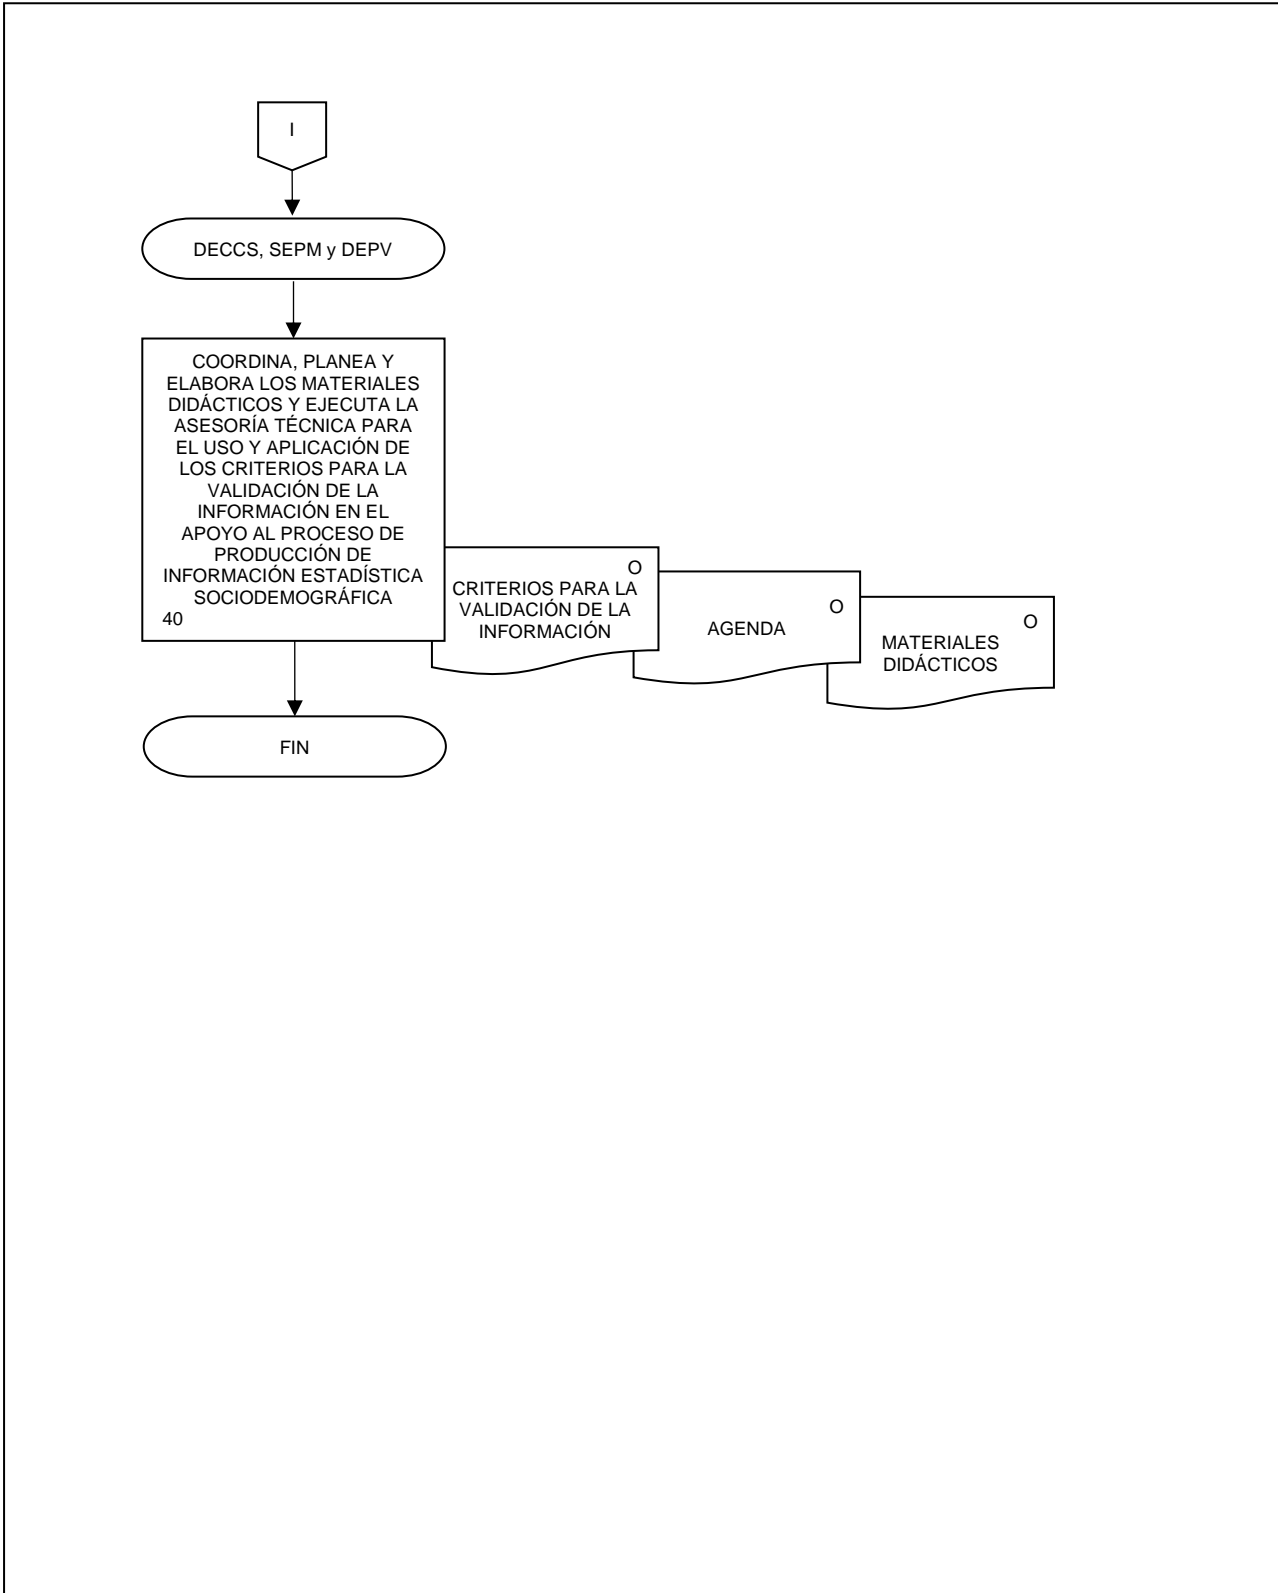 I
DECCS, SEPM y DEPV
COORDINA, PLANEA Y
ELABORA LOS MATERIALES
DIDÁCTICOS Y EJECUTA LA
ASESORÍA TÉCNICA PARA
EL USO Y APLICACIÓN DE
LOS CRITERIOS PARA LA
VALIDACIÓN DE LA
INFORMACIÓN EN EL
APOYO AL PROCESO DE
PRODUCCIÓN DE
INFORMACIÓN ESTADÍSTICA
SOCIODEMOGRÁFICA
40
O
CRITERIOS PARA LA
VALIDACIÓN DE LA
INFORMACIÓN
O
AGENDA
O
MATERIALES
DIDÁCTICOS
FIN